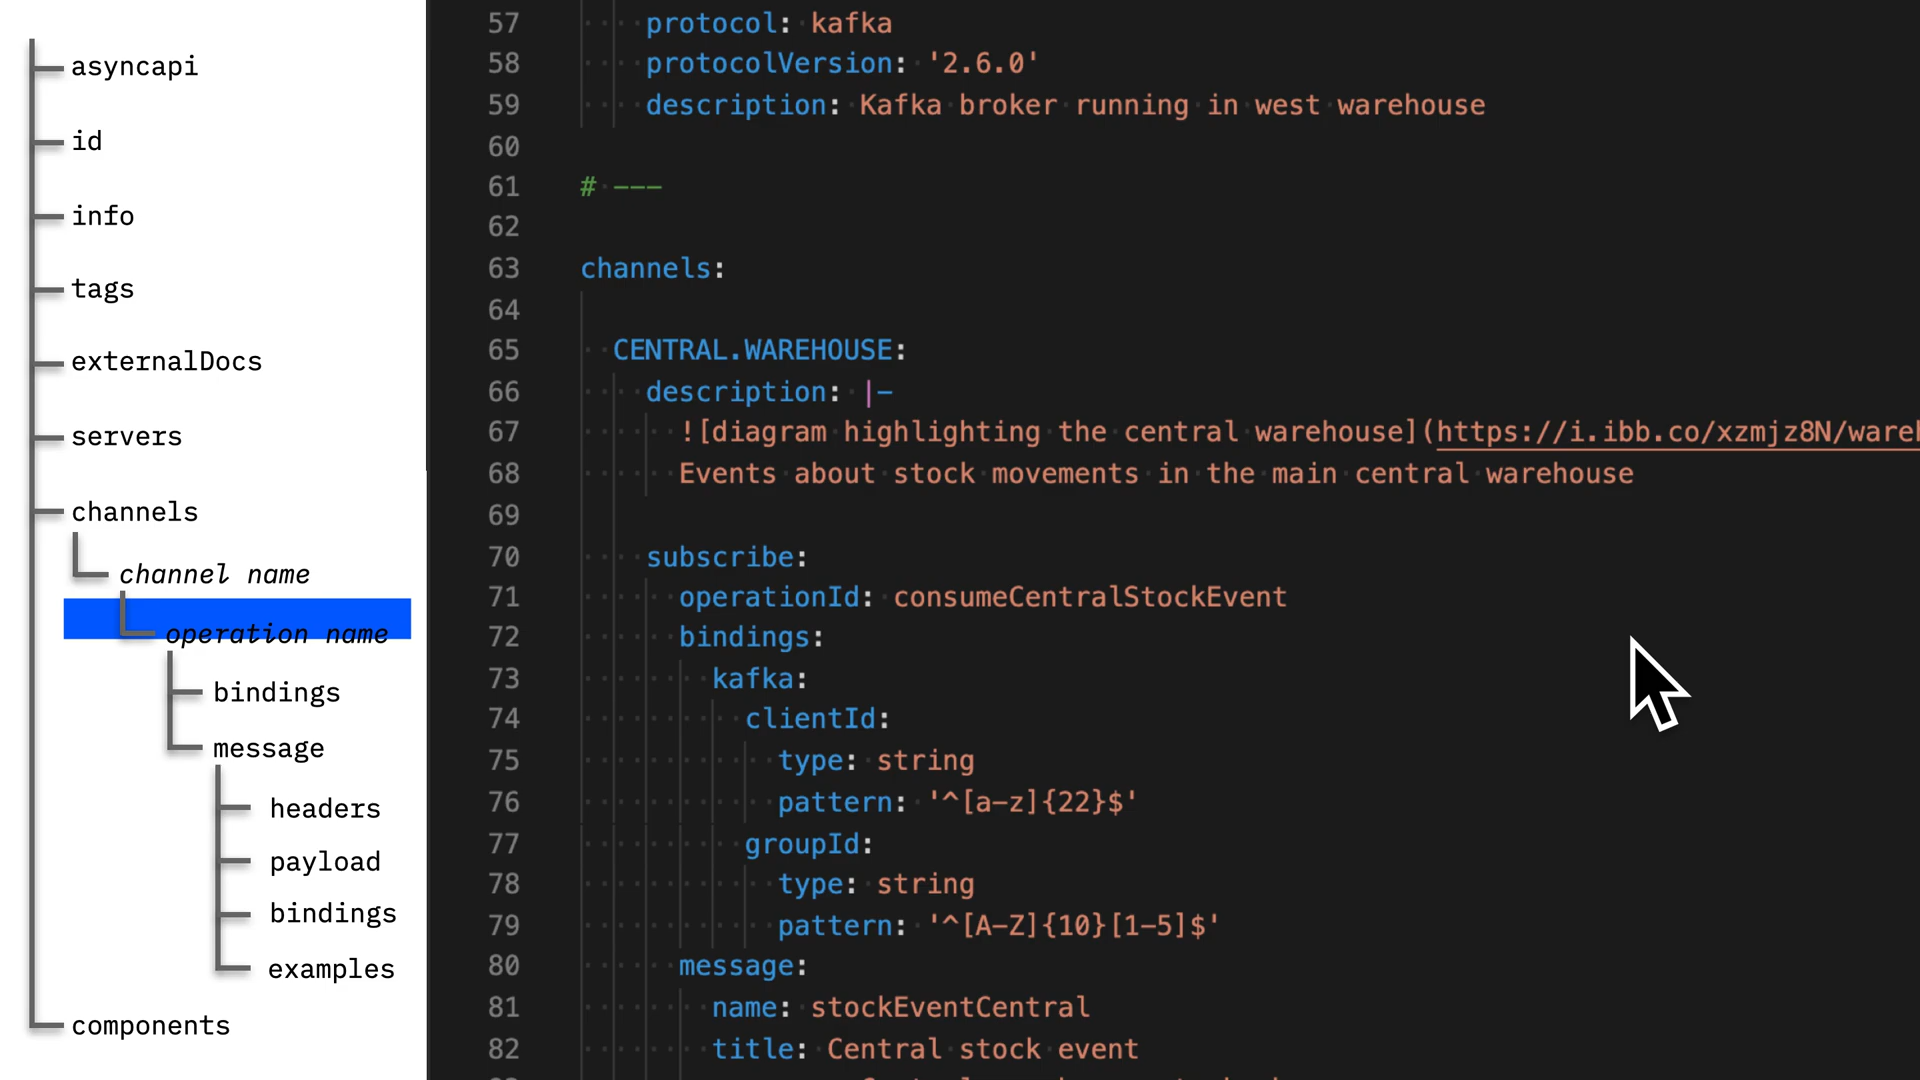 asyncapi
id
info
tags
externalDocs
servers
channels
channel name
operation name
bindings
message
headers
payload
bindings
examples
components
57 protocol: kafka
58 protocolVersion: '2.6.0'
59 description: Kafka broker running in west warehouse
60
61 # ---
62
63 channels:
64
65 CENTRAL.WAREHOUSE:
66 description: |-
67 ![diagram highlighting the central warehouse](https://i.ibb.co/xzmjz8N/wareh
68 Events about stock movements in the main central warehouse
69
70 subscribe:
71 operationId: consumeCentralStockEvent
72 bindings:
73 kafka:
74 clientId:
75 type: string
76 pattern: '^[a-z]{22}$'
77 groupId:
78 type: string
79 pattern: '^[A-Z]{10}[1-5]$'
80 message:
81 name: stockEventCentral
82 title: Central stock event